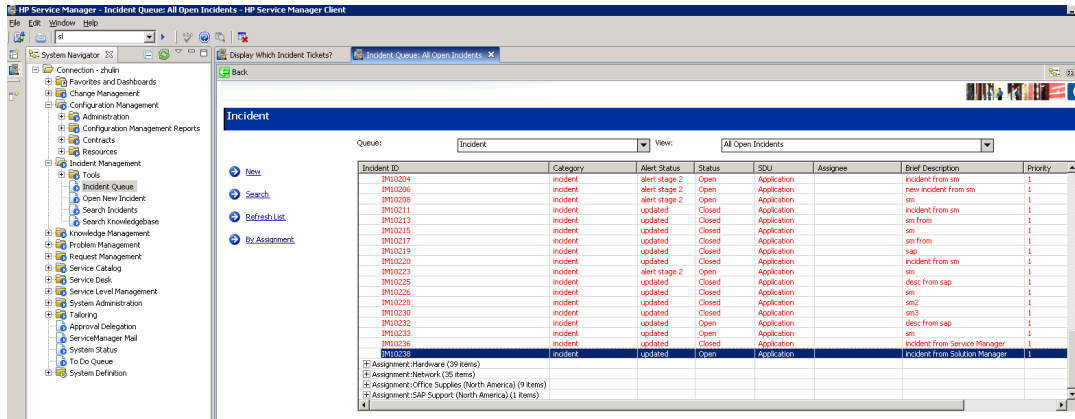 HP Service Manager - Incident Queue: All Open Incidents - HP Service Manager Client
File Edit Window Help
sl
System Navigator
Display Which Incident Tickets? Incident Queue: All Open Incidents
Connection - zhulin
Back
Favorites and Dashboards
Change Management
Configuration Management
Administration
Configuration Management Reports
Contracts
Resources
Incident Management
Tools
Incident Queue
Open New Incident
Search Incidents
Search Knowledgebase
Knowledge Management
Problem Management
Request Management
Service Catalog
Service Desk
Service Level Management
System Administration
Tailoring
Approval Delegation
ServiceManager Mail
System Status
To Do Queue
System Definition
Incident
Queue: Incident View: All Open Incidents
New
Search
Refresh List
By Assignment
Incident ID Category Alert Status Status SDU Assignee Brief Description Priority
IM10204 incident alert stage 2 Open Application incident from sm 1
IM10206 incident alert stage 2 Open Application new incident from sm 1
IM10208 incident alert stage 2 Open Application sm 1
IM10211 incident updated Closed Application incident from sm 1
IM10213 incident updated Closed Application sm from 1
IM10215 incident updated Closed Application sm 1
IM10217 incident updated Closed Application sm from 1
IM10219 incident updated Closed Application sap 1
IM10220 incident updated Closed Application incident from sm 1
IM10223 incident alert stage 2 Open Application sm 1
IM10225 incident updated Closed Application desc from sap 1
IM10226 incident updated Closed Application sm 1
IM10228 incident updated Closed Application sm2 1
IM10230 incident updated Closed Application sm3 1
IM10232 incident updated Open Application desc from sap 1
IM10233 incident updated Open Application sm 1
IM10236 incident updated Closed Application incident from Service Manager 1
IM10238 incident updated Open Application incident from Solution Manager 1
Assignment:Hardware (39 items)
Assignment:Network (35 items)
Assignment:Office Supplies (North America) (9 items)
Assignment:SAP Support (North America) (1 items)